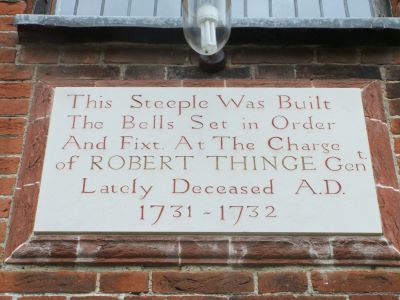 This Steeple Was Built
The Bells Set in Order
And Fixt. At The Charge
of ROBERT THINGE Gent.
Lately Deceased A.D.
1731 - 1732